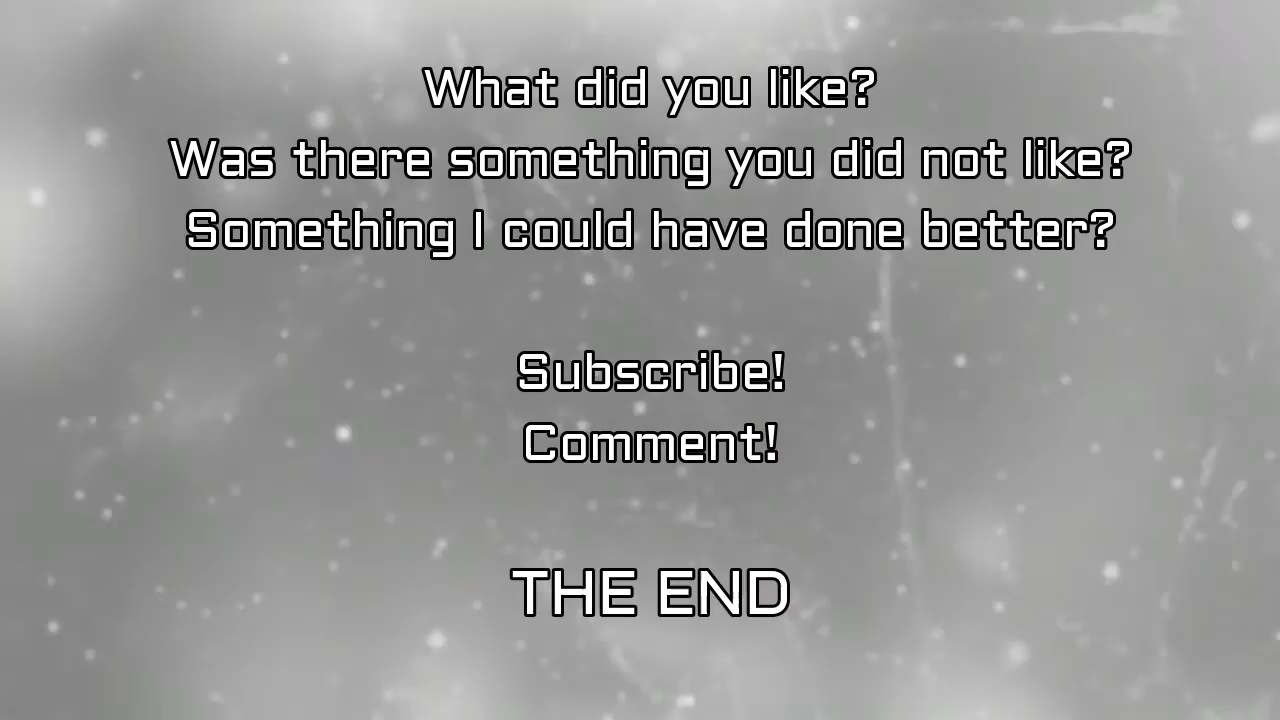 What did you like?
Was there something you did not like?
Something I could have done better?
Subscribe!
Comment!
THE END